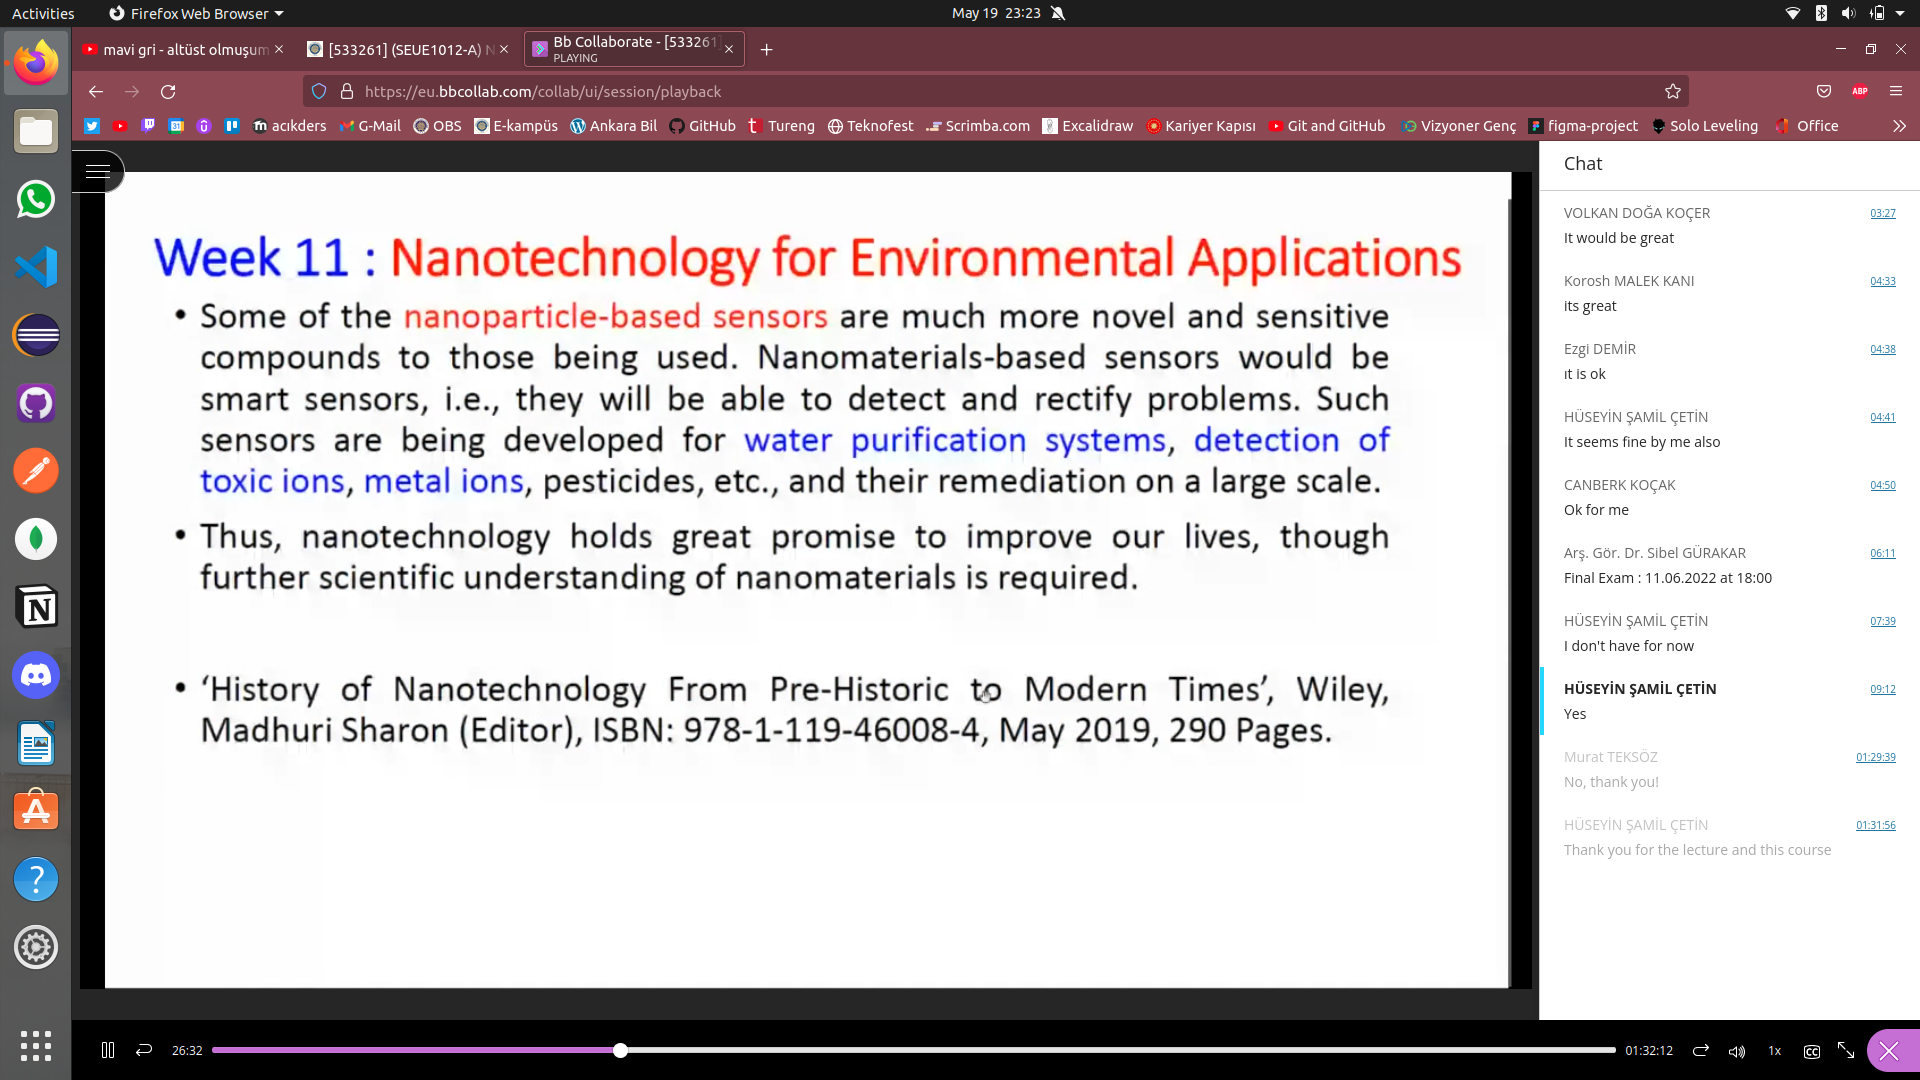 Activities
Firefox Web Browser
May 19 23:23
mavi gri - altüst olmuşum
[533261] (SEUE1012-A) N
Bb Collaborate - [533261]
PLAYING
https://eu.bbcollab.com/collab/ui/session/playback
ABP
acıkders
G-Mail
OBS
E-kampüs
Ankara Bil
GitHub
Tureng
Teknofest
Scrimba.com
Excalidraw
Kariyer Kapısı
Git and GitHub
Vizyoner Genç
figma-project
Solo Leveling
Office
Week 11 : Nanotechnology for Environmental Applications
• Some of the nanoparticle-based sensors are much more novel and sensitive
compounds to those being used. Nanomaterials-based sensors would be
smart sensors, i.e., they will be able to detect and rectify problems. Such
sensors are being developed for water purification systems, detection of
toxic ions, metal ions, pesticides, etc., and their remediation on a large scale.
• Thus, nanotechnology holds great promise to improve our lives, though
further scientific understanding of nanomaterials is required.
• ‘History of Nanotechnology From Pre-Historic to Modern Times’, Wiley,
Madhuri Sharon (Editor), ISBN: 978-1-119-46008-4, May 2019, 290 Pages.
Chat
VOLKAN DOĞA KOÇER 03:27
It would be great
Korosh MALEK KANI 04:33
its great
Ezgi DEMİR 04:38
ıt is ok
HÜSEYİN ŞAMİL ÇETİN 04:41
It seems fine by me also
CANBERK KOÇAK 04:50
Ok for me
Arş. Gör. Dr. Sibel GÜRAKAR 06:11
Final Exam : 11.06.2022 at 18:00
HÜSEYİN ŞAMİL ÇETİN 07:39
I don't have for now
HÜSEYİN ŞAMİL ÇETİN 09:12
Yes
Murat TEKSÖZ 01:29:39
No, thank you!
HÜSEYİN ŞAMİL ÇETİN 01:31:56
Thank you for the lecture and this course
26:32
01:32:12
1x
CC